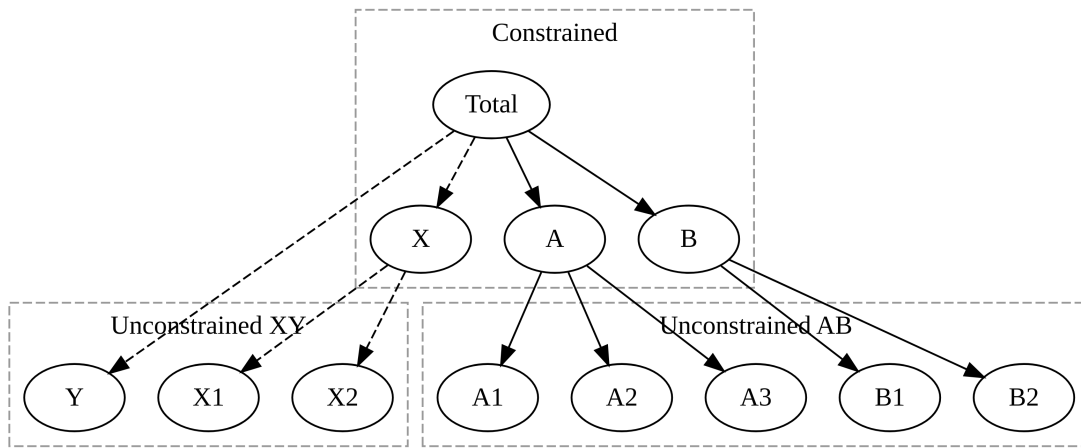 Constrained
Total
X
A
B
Unconstrained XY
Unconstrained AB
Y
X1
X2
A1
A2
A3
B1
B2